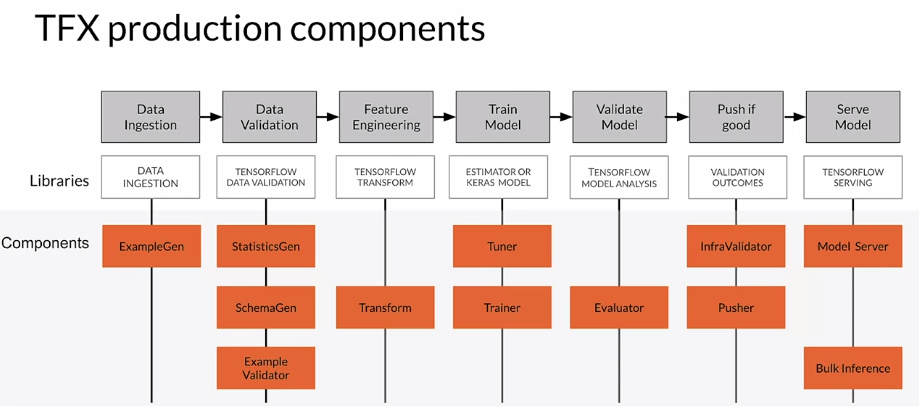 TFX production components
Data
Ingestion
Data
Validation
Feature
Engineering
Train
Model
Validate
Model
Push if
good
Serve
Model
Libraries
DATA
INGESTION
TENSORFLOW
DATA VALIDATION
TENSORFLOW
TRANSFORM
ESTIMATOR OR
KERAS MODEL
TENSORFLOW
MODEL ANALYSIS
VALIDATION
OUTCOMES
TENSORFLOW
SERVING
Components
ExampleGen
StatisticsGen
Tuner
InfraValidator
Model Server
SchemaGen
Transform
Trainer
Evaluator
Pusher
Example
Validator
Bulk Inference